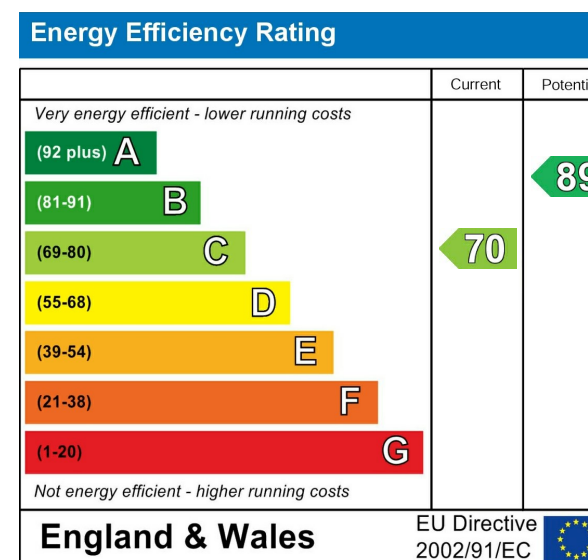 Energy Efficiency Rating
Current Potenti
Very energy efficient - lower running costs
(92 plus) A
(81-91) B
89
(69-80) C
70
(55-68) D
(39-54) E
(21-38) F
(1-20) G
Not energy efficient - higher running costs
England & Wales
EU Directive
2002/91/EC